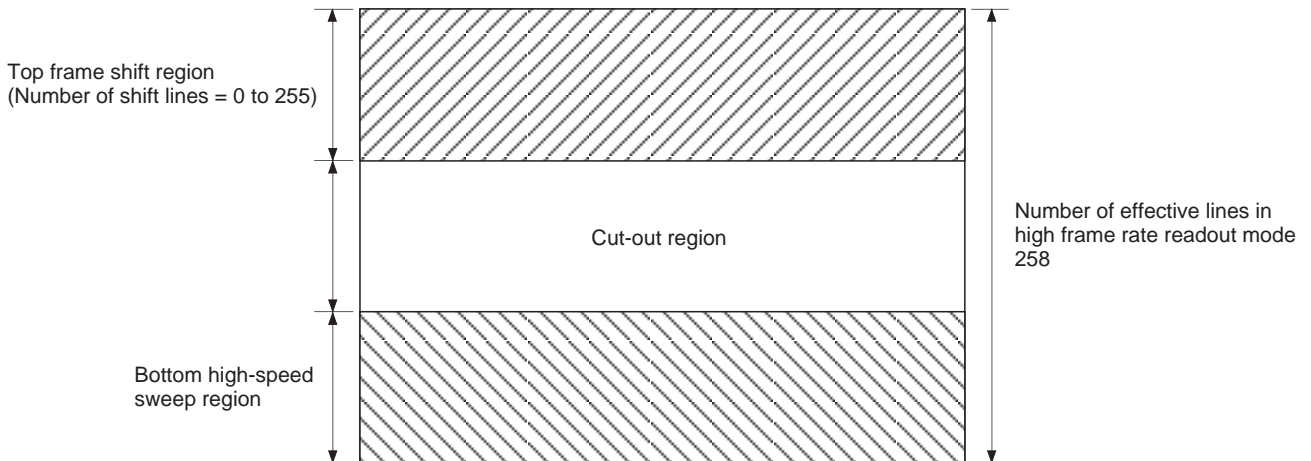 Top frame shift region
(Number of shift lines = 0 to 255)
Cut-out region
Number of effective lines in
high frame rate readout mode
258
Bottom high-speed
sweep region